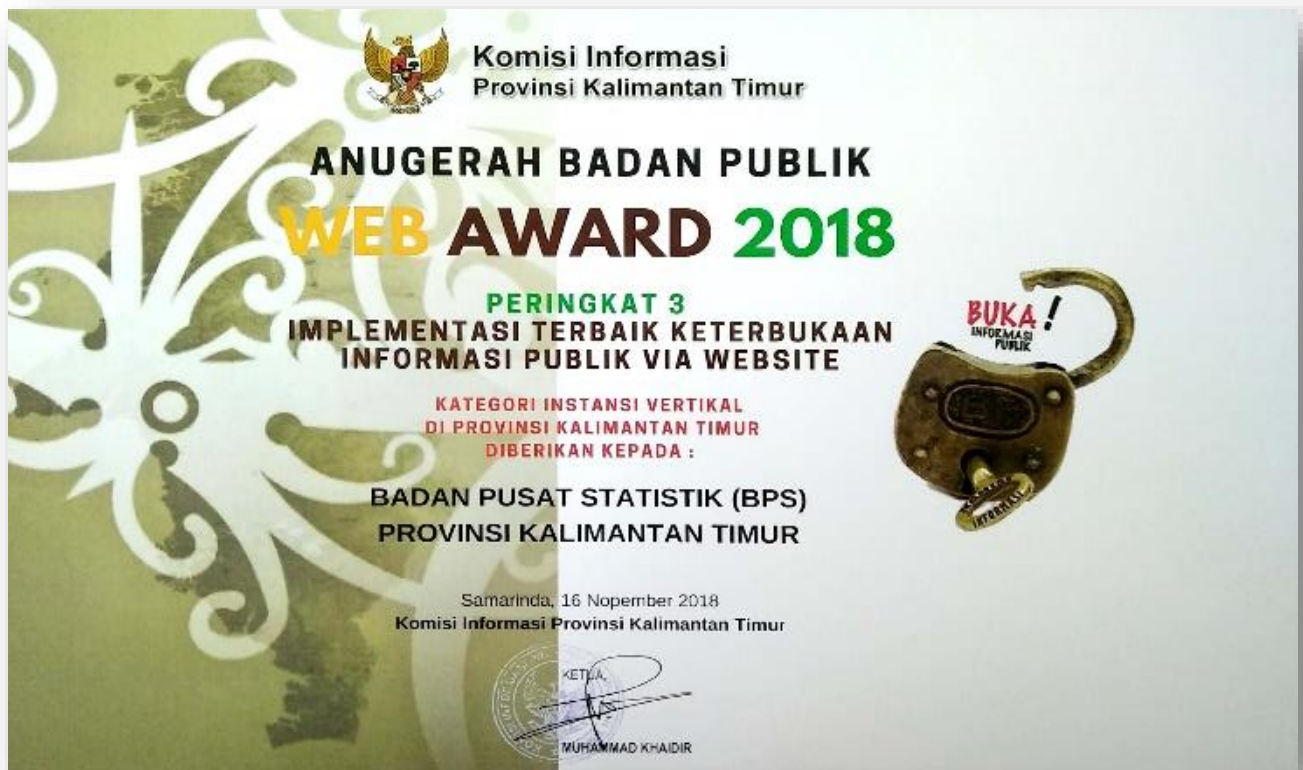 Komisi Informasi
Provinsi Kalimantan Timur
ANUGERAH BADAN PUBLIK
WEB AWARD 2018
PERINGKAT 3
IMPLEMENTASI TERBAIK KETERBUKAAN
INFORMASI PUBLIK VIA WEBSITE
BUKA!
INFORMASI
PUBLIK
KATEGORI INSTANSI VERTIKAL
DI PROVINSI KALIMANTAN TIMUR
DIBERIKAN KEPADA :
INFORMASI
BADAN PUSAT STATISTIK (BPS)
PROVINSI KALIMANTAN TIMUR
Samarinda, 16 Nopember 2018
Komisi Informasi Provinsi Kalimantan Timur
KETUA,
MUHAMMAD KHAIDIR